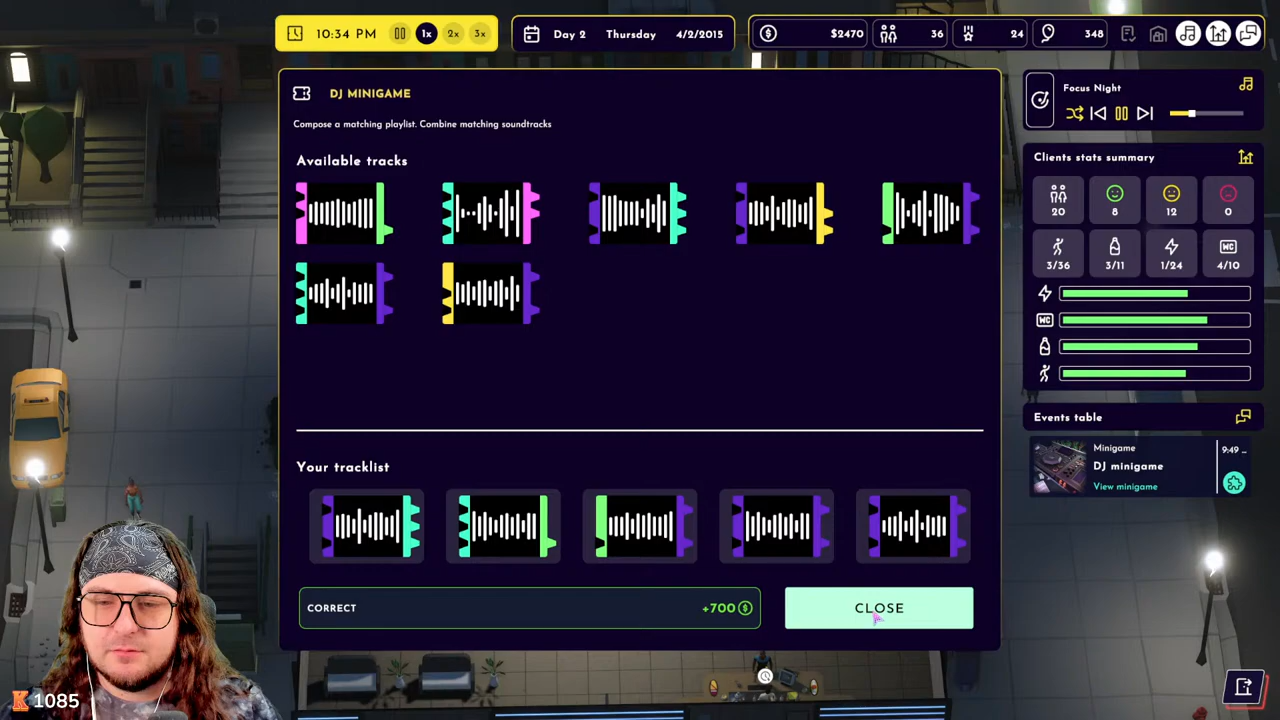 10:34 PM 1x 2x 3x
Day 2 Thursday 4/2/2015
$2470 36 24 348
DJ MINIGAME
Compose a matching playlist. Combine matching soundtracks
Available tracks
Your tracklist
CORRECT +700
CLOSE
Focus Night
Clients stats summary
20 8 12 0
WC
3/36 3/11 1/24 4/10
WC
Events table
Minigame 9:49 ..
DJ minigame
View minigame
K 1085